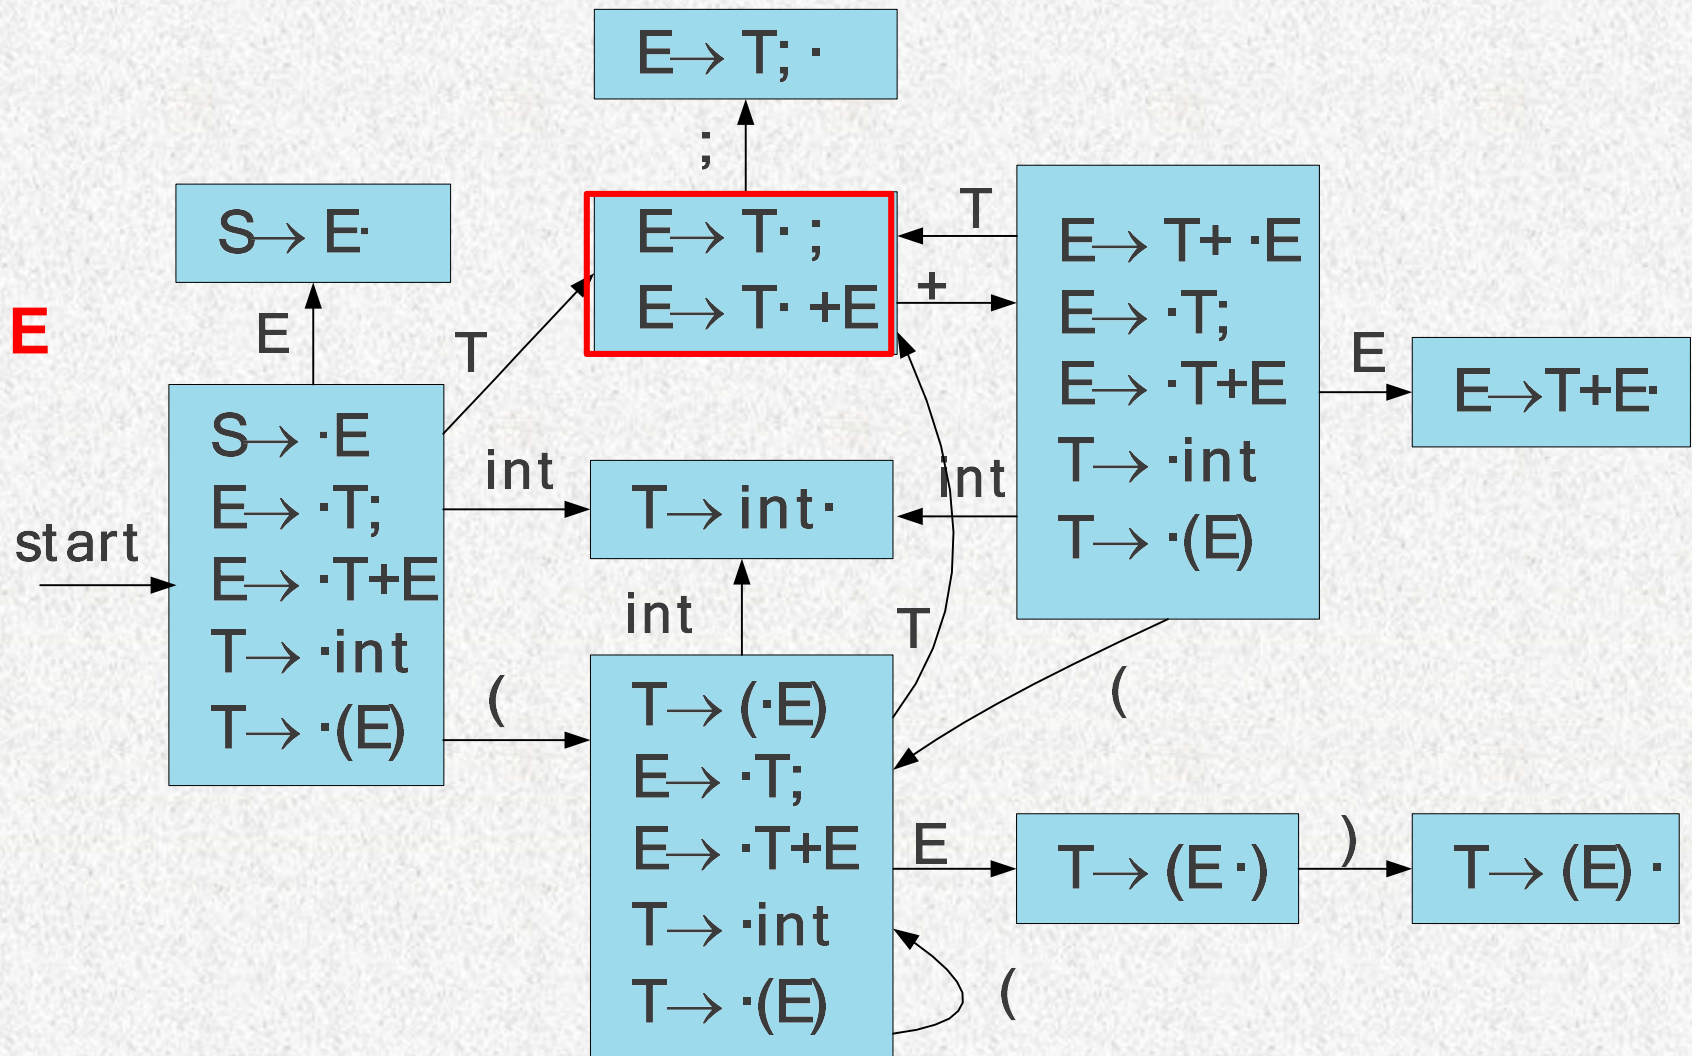 E→ T; ·
;
S→ E·
E→ T· ;
E→ T· +E
T
+
E→ T+ ·E
E→ ·T;
E→ ·T+E
T→ ·int
T→ ·(E)
E
E
T
E
E→T+E·
start
S→ ·E
E→ ·T;
E→ ·T+E
T→ ·int
T→ ·(E)
int
T→ int·
int
int
T
(
(
T→ (·E)
E→ ·T;
E→ ·T+E
T→ ·int
T→ ·(E)
E
T→ (E ·)
)
T→ (E) ·
(